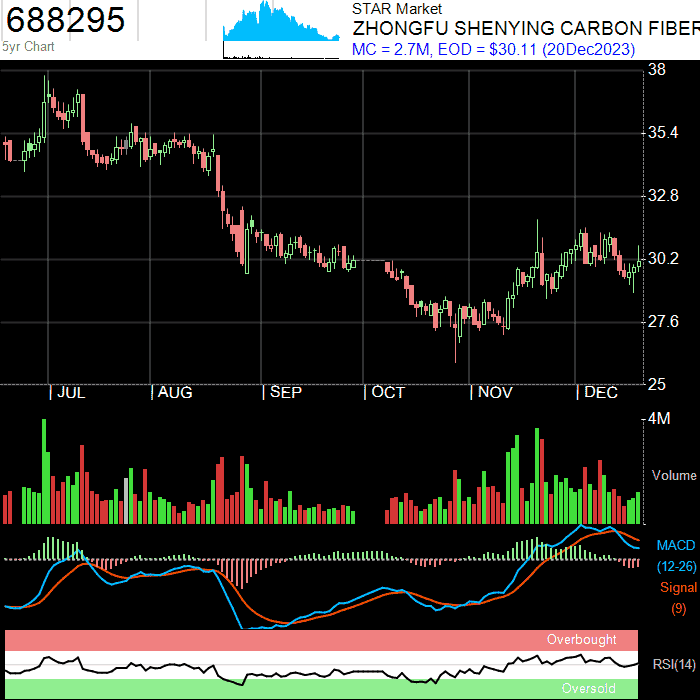 688295
5yr Chart
STAR Market
ZHONGFU SHENYING CARBON FIBER
MC = 2.7M, EOD = $30.11 (20Dec2023)
38
35.4
32.8
30.2
27.6
25
JUL
AUG
SEP
OCT
NOV
DEC
4M
Volume
MACD
(12-26)
Signal
(9)
Overbought
RSI(14)
Oversold